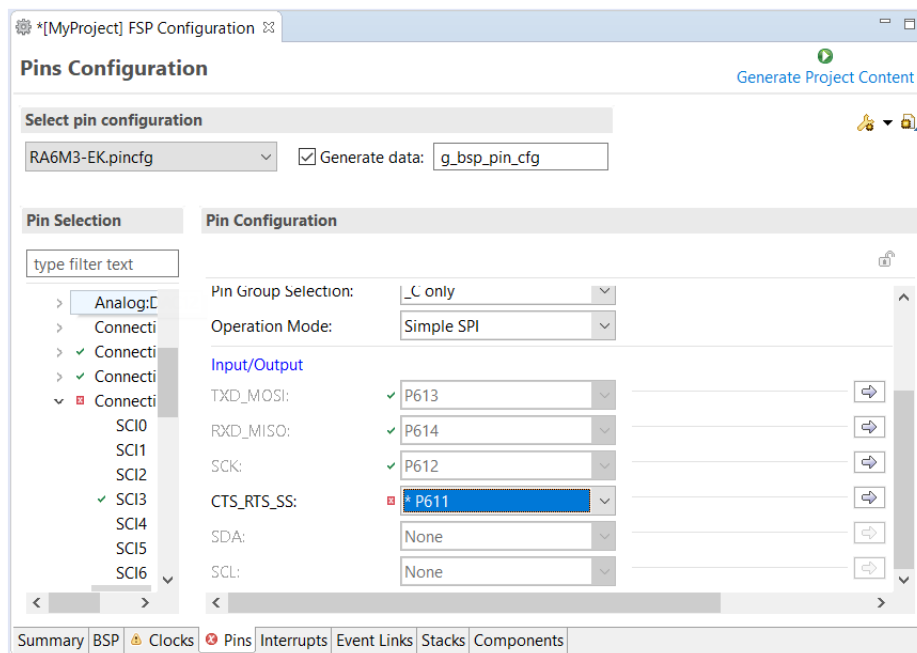 *[MyProject] FSP Configuration
Pins Configuration
Generate Project Content
Select pin configuration
RA6M3-EK.pincfg
Generate data:
g_bsp_pin_cfg
Pin Selection
Pin Configuration
type filter text
Analog:D
Connecti
Connecti
Connecti
Connecti
SCI0
SCI1
SCI2
SCI3
SCI4
SCI5
SCI6
Pin Group Selection: _C only
Operation Mode: Simple SPI
Input/Output
TXD_MOSI: P613
RXD_MISO: P614
SCK: P612
CTS_RTS_SS: * P611
SDA: None
SCL: None
Summary BSP Clocks Pins Interrupts Event Links Stacks Components